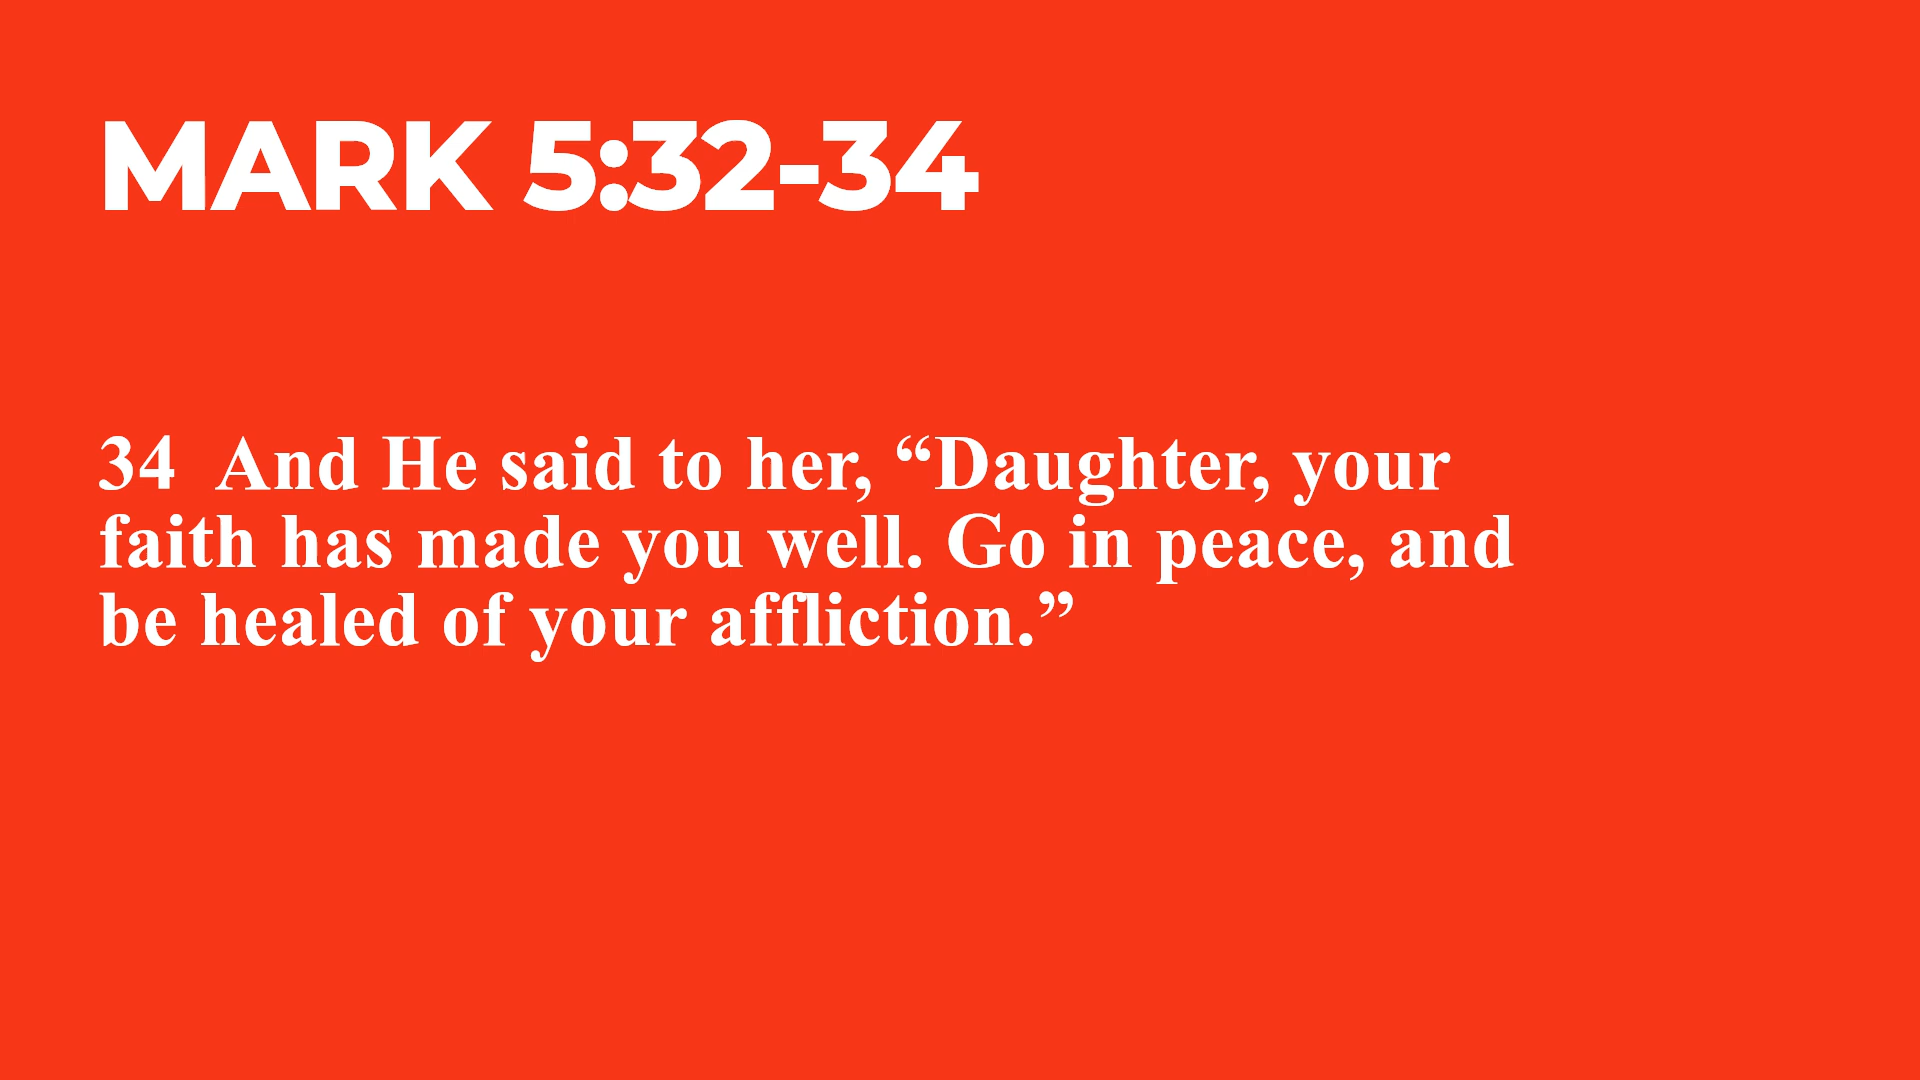 MARK 5:32-34
34  And He said to her, “Daughter, your
faith has made you well. Go in peace, and
be healed of your affliction.”